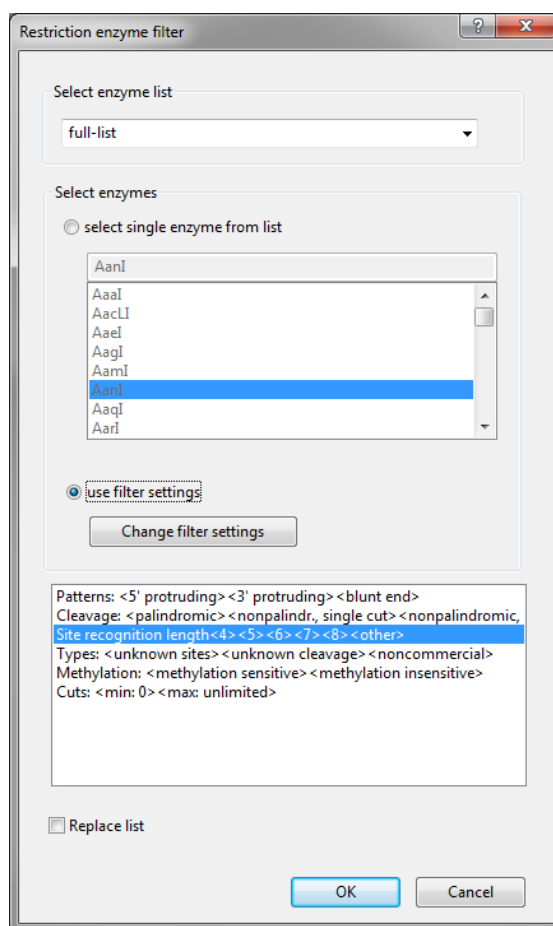 Restriction enzyme filter
?
Select enzyme list
full-list
Select enzymes
select single enzyme from list
AanI
AaaI
AacLI
AaeI
AagI
AamI
AanI
AaqI
AarI
use filter settings
Change filter settings
Patterns: <5' protruding><3' protruding><blunt end>
Cleavage: <palindromic><nonpalindr., single cut><nonpalindromic,
Site recognition length<4><5><6><7><8><other>
Types: <unknown sites><unknown cleavage><noncommercial>
Methylation: <methylation sensitive><methylation insensitive>
Cuts: <min: 0><max: unlimited>
Replace list
OK Cancel